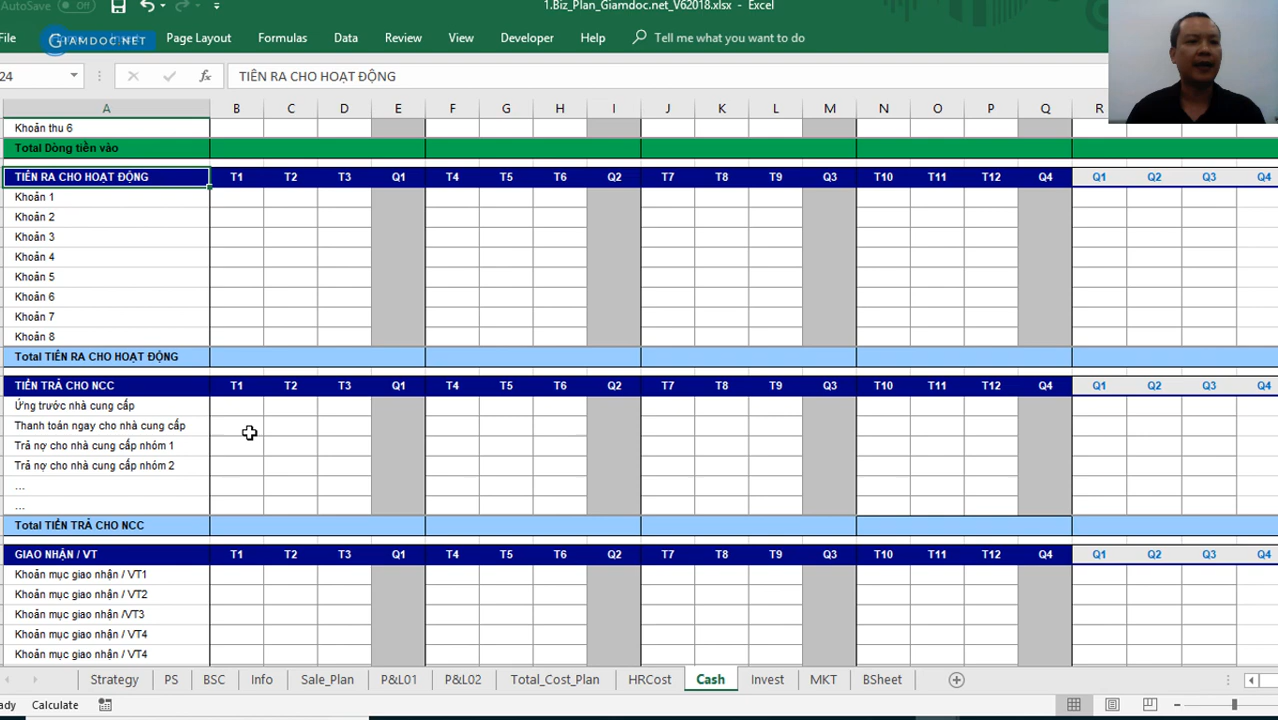 AutoSave Off 1.Biz_Plan_Giamdoc.net_V62018.xlsx - Excel
File GIAMDOC.NET Page Layout Formulas Data Review View Developer Help Tell me what you want to do
24 fx TIỀN RA CHO HOẠT ĐỘNG
A B C D E F G H I J K L M N O P Q R
Khoản thu 6
Total Dòng tiền vào
TIỀN RA CHO HOẠT ĐỘNG T1 T2 T3 Q1 T4 T5 T6 Q2 T7 T8 T9 Q3 T10 T11 T12 Q4 Q1 Q2 Q3 Q4
Khoản 1
Khoản 2
Khoản 3
Khoản 4
Khoản 5
Khoản 6
Khoản 7
Khoản 8
Total TIỀN RA CHO HOẠT ĐỘNG
TIỀN TRẢ CHO NCC T1 T2 T3 Q1 T4 T5 T6 Q2 T7 T8 T9 Q3 T10 T11 T12 Q4 Q1 Q2 Q3 Q4
Ứng trước nhà cung cấp
Thanh toán ngay cho nhà cung cấp
Trả nợ cho nhà cung cấp nhóm 1
Trả nợ cho nhà cung cấp nhóm 2
...
...
Total TIỀN TRẢ CHO NCC
GIAO NHẬN / VT T1 T2 T3 Q1 T4 T5 T6 Q2 T7 T8 T9 Q3 T10 T11 T12 Q4 Q1 Q2 Q3 Q4
Khoản mục giao nhận / VT1
Khoản mục giao nhận / VT2
Khoản mục giao nhận /VT3
Khoản mục giao nhận / VT4
Khoản mục giao nhận / VT4
Strategy PS BSC Info Sale_Plan P&L01 P&L02 Total_Cost_Plan HRCost Cash Invest MKT BSheet
ady Calculate